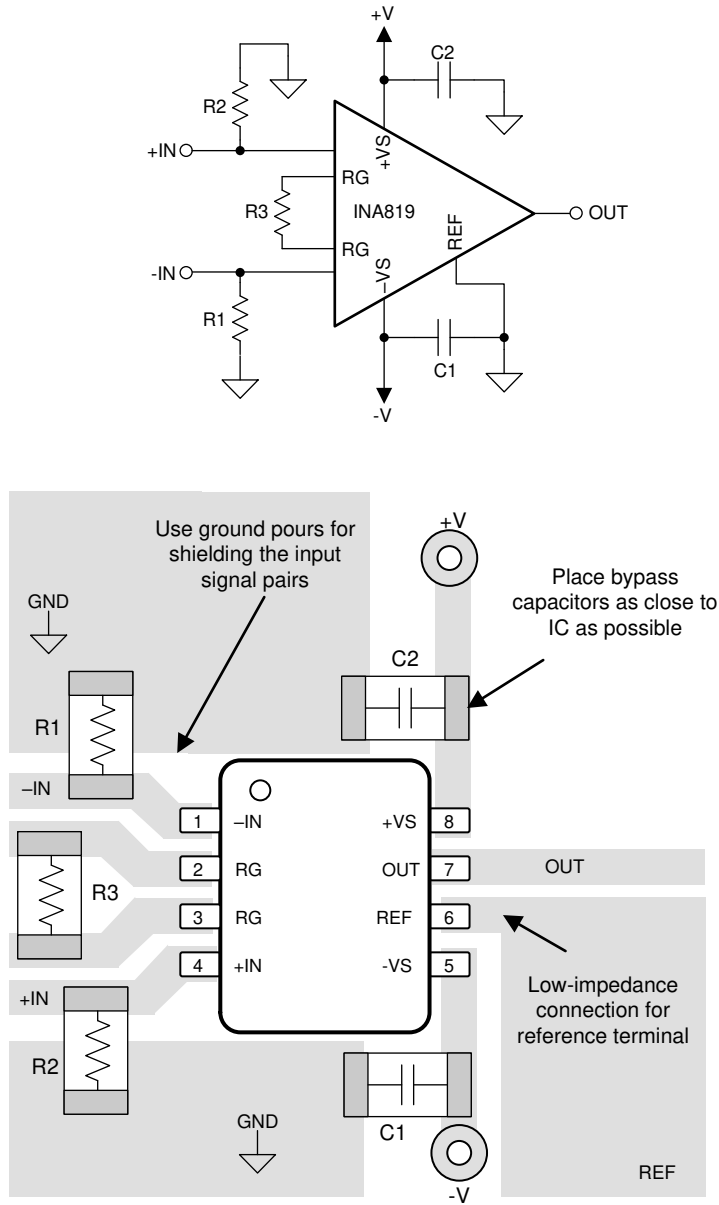 +V
C2
R2
+IN
+VS
RG
R3
INA819
OUT
RG
REF
-IN
–VS
R1
C1
-V
Use ground pours for
shielding the input
signal pairs
+V
Place bypass
capacitors as close to
IC as possible
GND
C2
R1
–IN
1 –IN
+VS 8
2 RG
OUT 7
OUT
R3
3 RG
REF 6
4 +IN
-VS 5
+IN
Low-impedance
connection for
reference terminal
R2
GND
C1
REF
-V